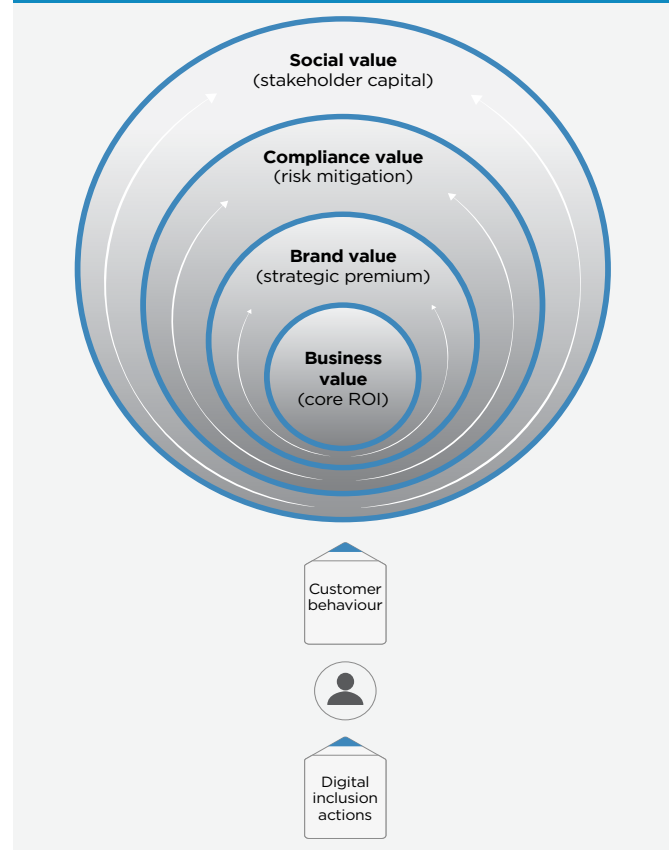 Social value
(stakeholder capital)
Compliance value
(risk mitigation)
Brand value
(strategic premium)
Business
value
(core ROI)
Customer
behaviour
Digital
inclusion
actions